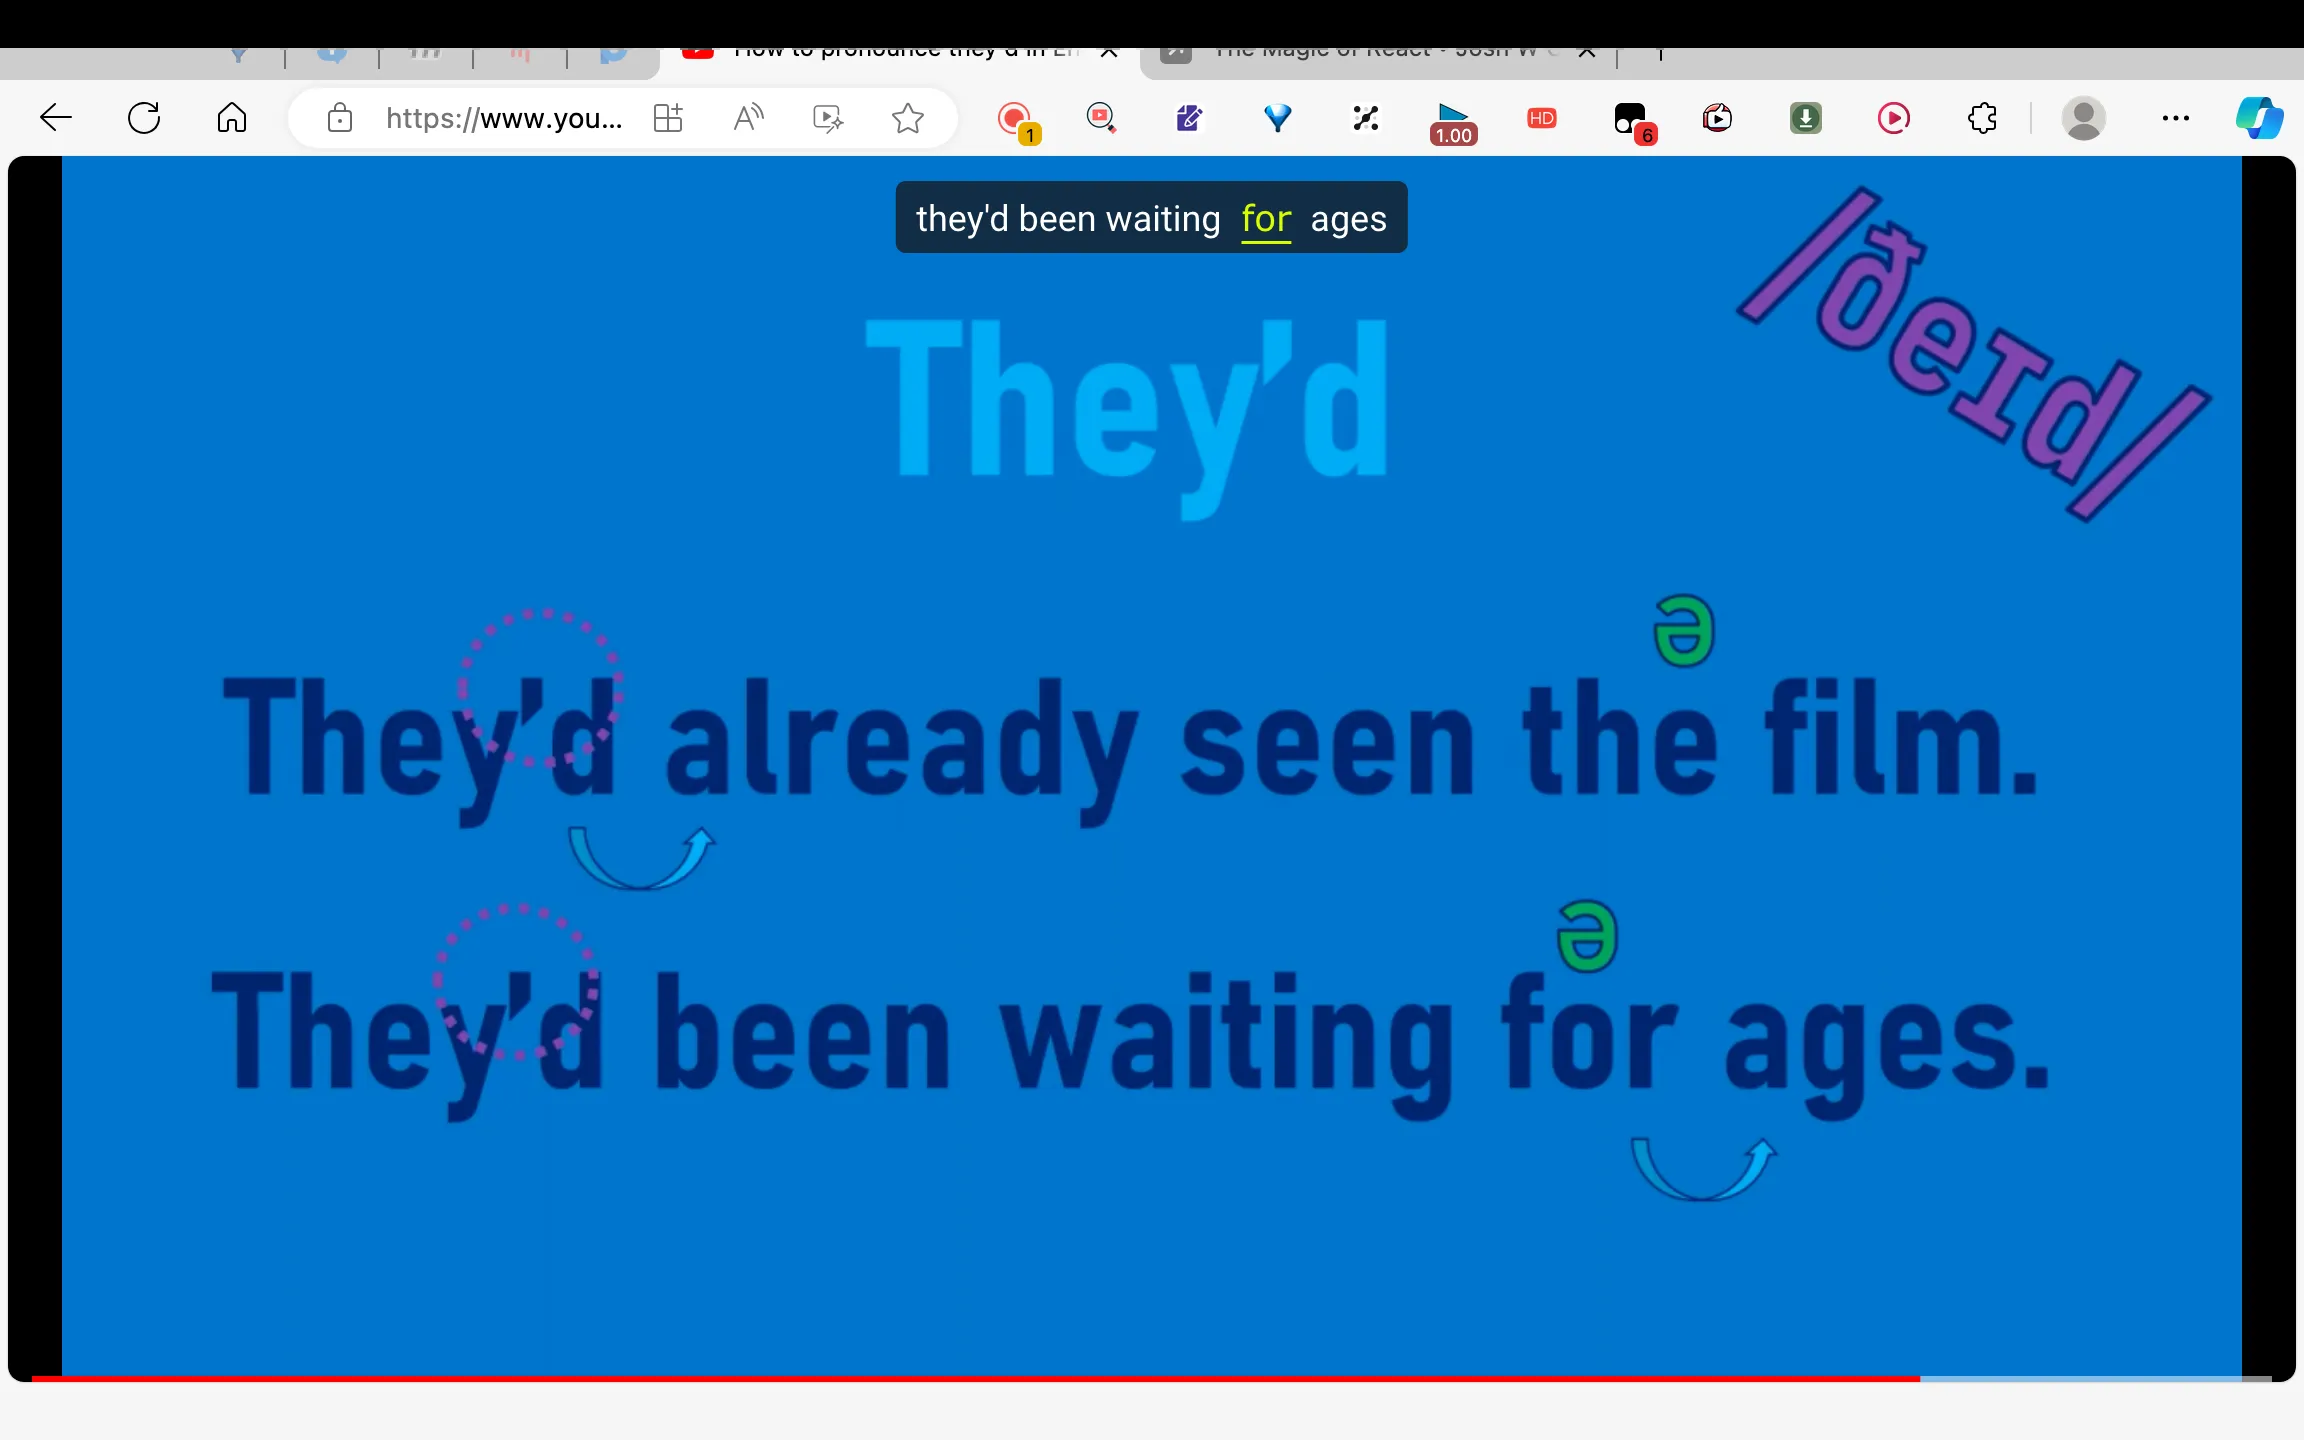 How to pronounce they'd in En
The Magic of React - Josh W C
https://www.you...
1
1.00
HD
6
they'd been waiting for ages
They'd
/ðeɪd/
ə
They'd already seen the film.
ə
They'd been waiting for ages.